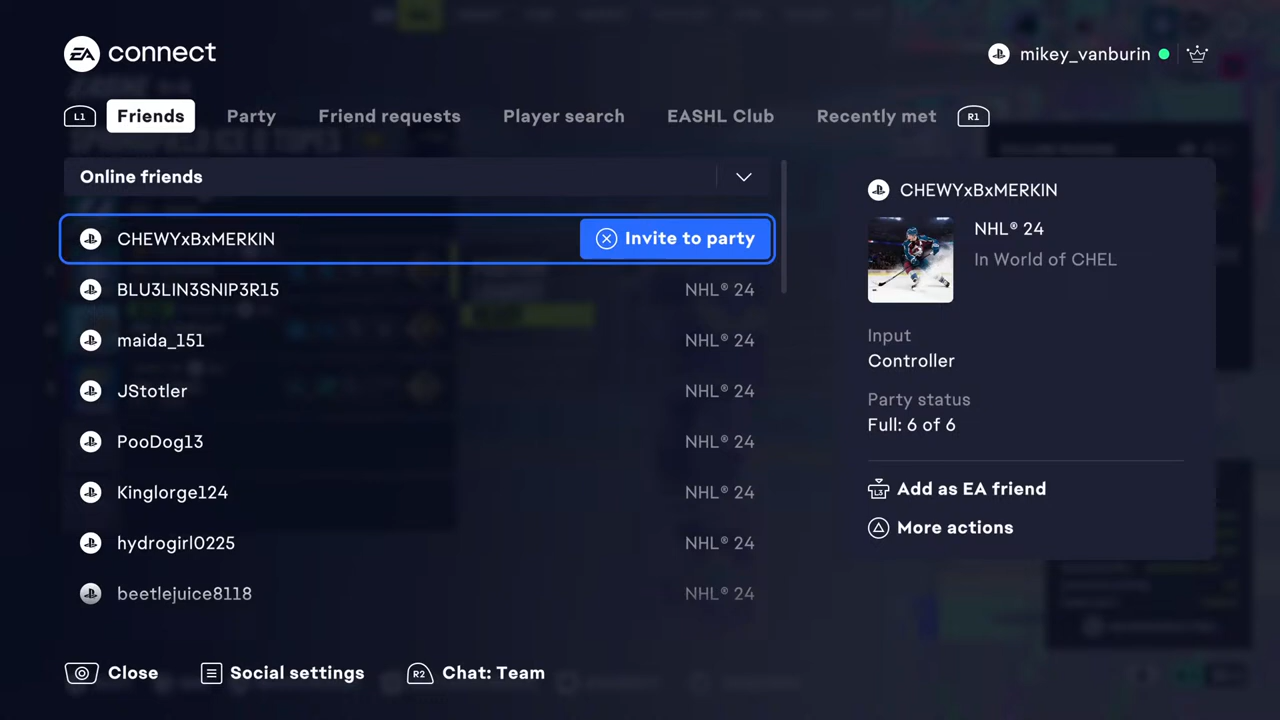 EA connect
mikey_vanburin
L1 Friends Party Friend requests Player search EASHL Club Recently met R1
Online friends
CHEWYxBxMERKIN Invite to party
BLU3LIN3SNIP3R15 NHL® 24
maida_151 NHL® 24
JStotler NHL® 24
PooDog13 NHL® 24
Kinglorge124 NHL® 24
hydrogirl0225 NHL® 24
beetlejuice8118 NHL® 24
CHEWYxBxMERKIN
NHL® 24
In World of CHEL
Input
Controller
Party status
Full: 6 of 6
L3 Add as EA friend
More actions
Close Social settings R2 Chat: Team